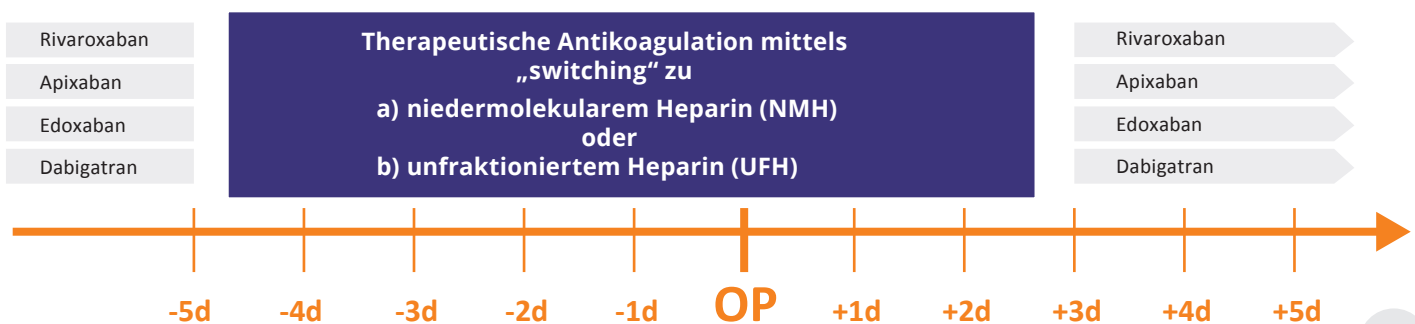 Rivaroxaban
Apixaban
Edoxaban
Dabigatran
Therapeutische Antikoagulation mittels
„switching“ zu
a) niedermolekularem Heparin (NMH)
oder
b) unfraktioniertem Heparin (UFH)
Rivaroxaban
Apixaban
Edoxaban
Dabigatran
-5d -4d -3d -2d -1d OP +1d +2d +3d +4d +5d